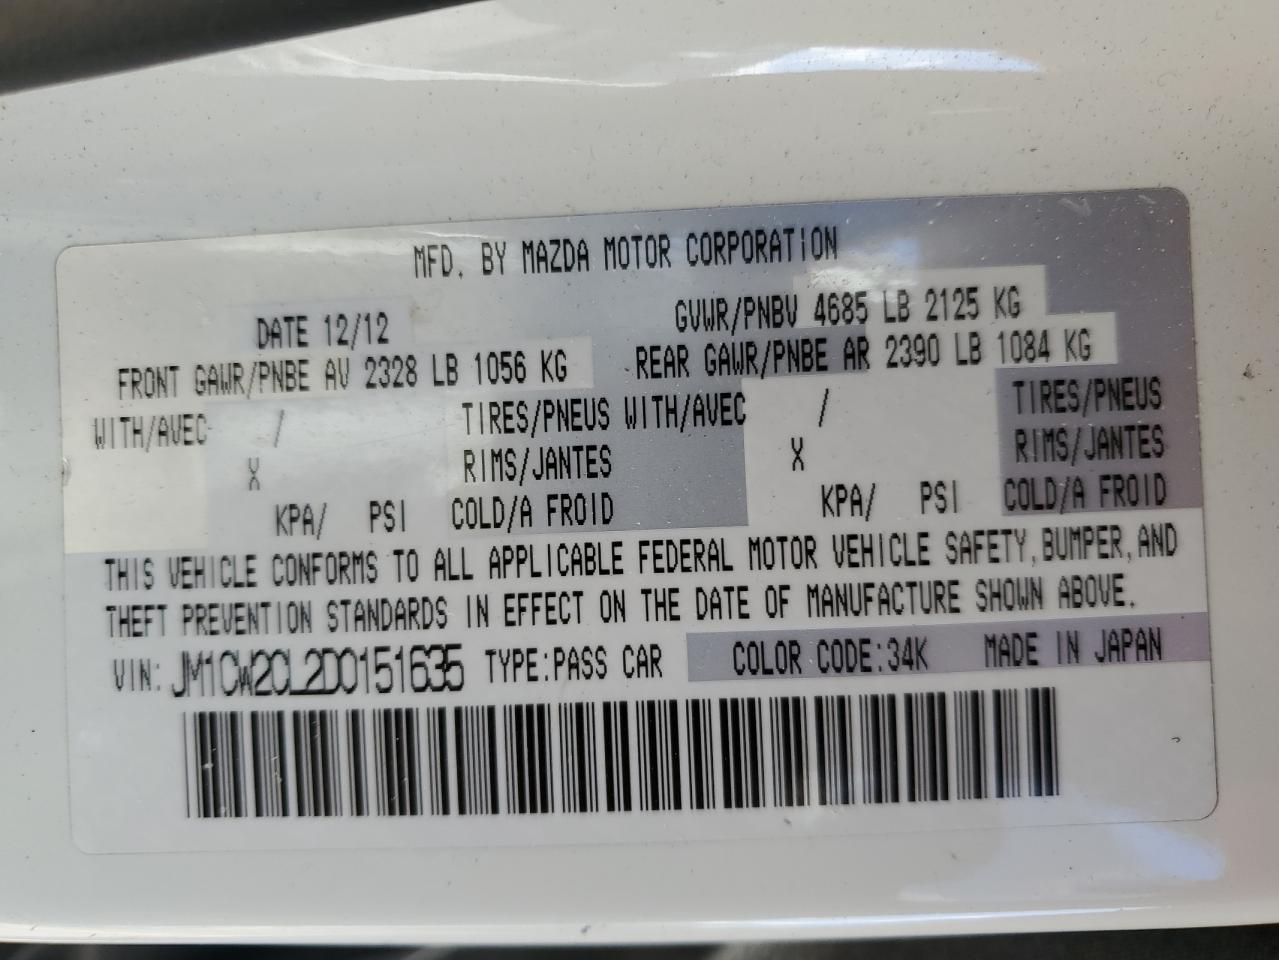 MFD. BY MAZDA MOTOR CORPORATION
DATE 12/12 GVWR/PNBV 4685 LB 2125 KG
FRONT GAWR/PNBE AV 2328 LB 1056 KG REAR GAWR/PNBE AR 2390 LB 1084 KG
WITH/AVEC / TIRES/PNEUS WITH/AVEC / TIRES/PNEUS
X RIMS/JANTES X RIMS/JANTES
KPA/ PSI COLD/A FROID KPA/ PSI COLD/A FROID
THIS VEHICLE CONFORMS TO ALL APPLICABLE FEDERAL MOTOR VEHICLE SAFETY, BUMPER, AND
THEFT PREVENTION STANDARDS IN EFFECT ON THE DATE OF MANUFACTURE SHOWN ABOVE.
VIN: JM1CW2CL2D0151635 TYPE:PASS CAR COLOR CODE:34K MADE IN JAPAN